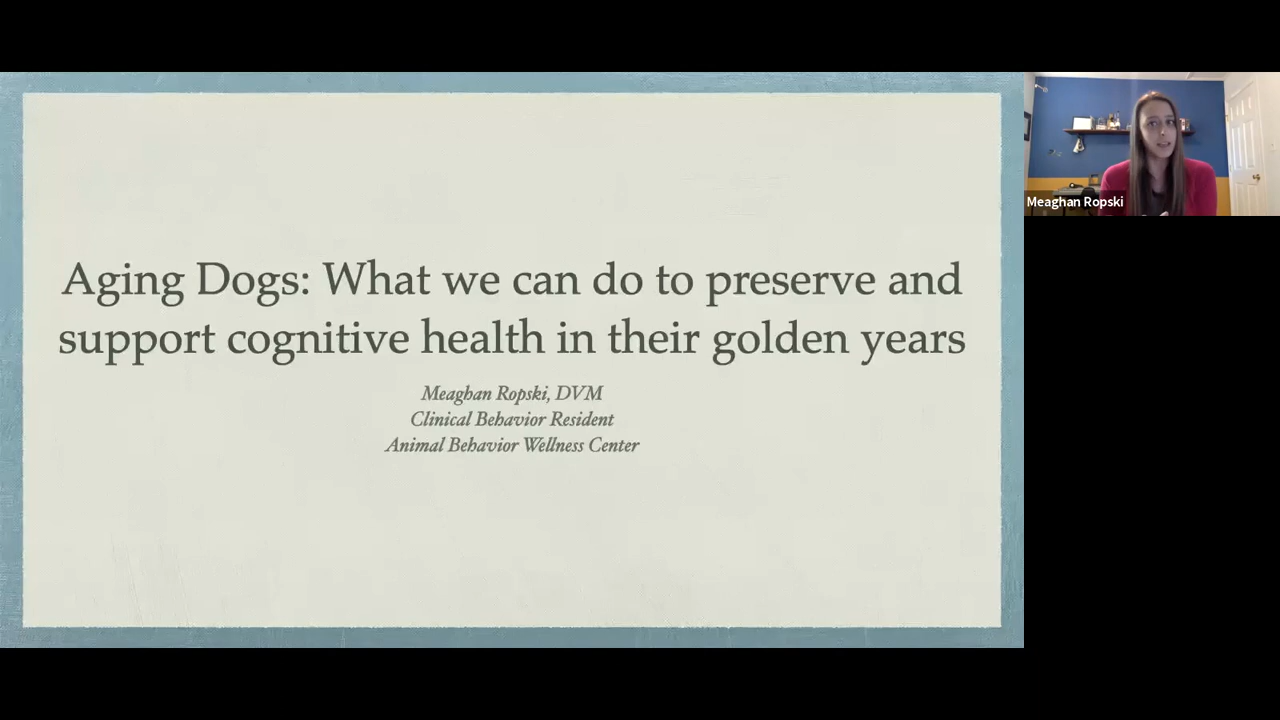 Aging Dogs: What we can do to preserve and
support cognitive health in their golden years
Meaghan Ropski, DVM
Clinical Behavior Resident
Animal Behavior Wellness Center
Meaghan Ropski